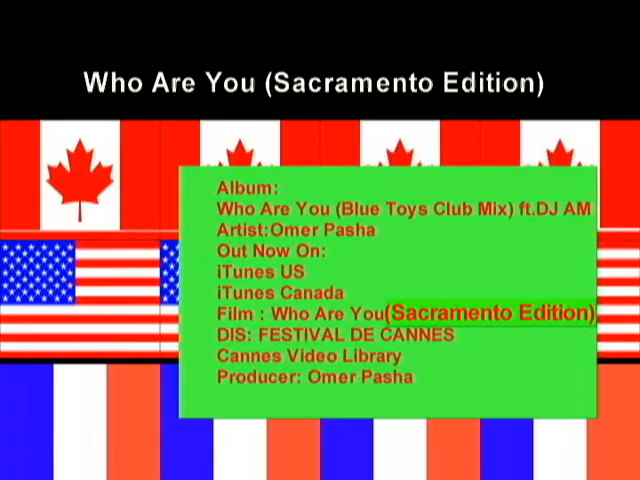 Who Are You (Sacramento Edition)
Album:
Who Are You (Blue Toys Club Mix) ft.DJ AM
Artist:Omer Pasha
Out Now On:
iTunes US
iTunes Canada
Film : Who Are You(Sacramento Edition)
DIS: FESTIVAL DE CANNES
Cannes Video Library
Producer: Omer Pasha